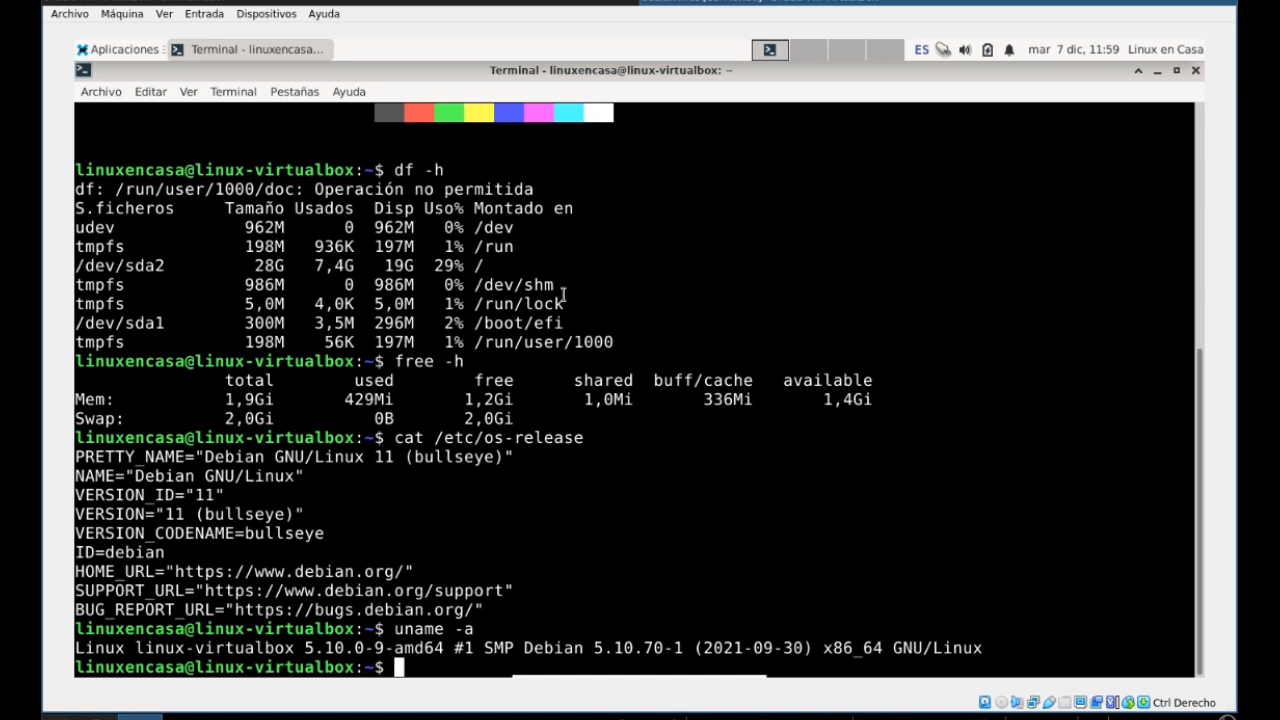 Archivo Máquina Ver Entrada Dispositivos Ayuda
Aplicaciones Terminal - linuxencasa... ES mar 7 dic, 11:59 Linux en Casa
Terminal - linuxencasa@linux-virtualbox: ~
Archivo Editar Ver Terminal Pestañas Ayuda
linuxencasa@linux-virtualbox:~$ df -h
df: /run/user/1000/doc: Operación no permitida
S.ficheros Tamaño Usados Disp Uso% Montado en
udev 962M 0 962M 0% /dev
tmpfs 198M 936K 197M 1% /run
/dev/sda2 28G 7,4G 19G 29% /
tmpfs 986M 0 986M 0% /dev/shm
tmpfs 5,0M 4,0K 5,0M 1% /run/lock
/dev/sda1 300M 3,5M 296M 2% /boot/efi
tmpfs 198M 56K 197M 1% /run/user/1000
linuxencasa@linux-virtualbox:~$ free -h
total used free shared buff/cache available
Mem: 1,9Gi 429Mi 1,2Gi 1,0Mi 336Mi 1,4Gi
Swap: 2,0Gi 0B 2,0Gi
linuxencasa@linux-virtualbox:~$ cat /etc/os-release
PRETTY_NAME="Debian GNU/Linux 11 (bullseye)"
NAME="Debian GNU/Linux"
VERSION_ID="11"
VERSION="11 (bullseye)"
VERSION_CODENAME=bullseye
ID=debian
HOME_URL="https://www.debian.org/"
SUPPORT_URL="https://www.debian.org/support"
BUG_REPORT_URL="https://bugs.debian.org/"
linuxencasa@linux-virtualbox:~$ uname -a
Linux linux-virtualbox 5.10.0-9-amd64 #1 SMP Debian 5.10.70-1 (2021-09-30) x86_64 GNU/Linux
linuxencasa@linux-virtualbox:~$
Ctrl Derecho